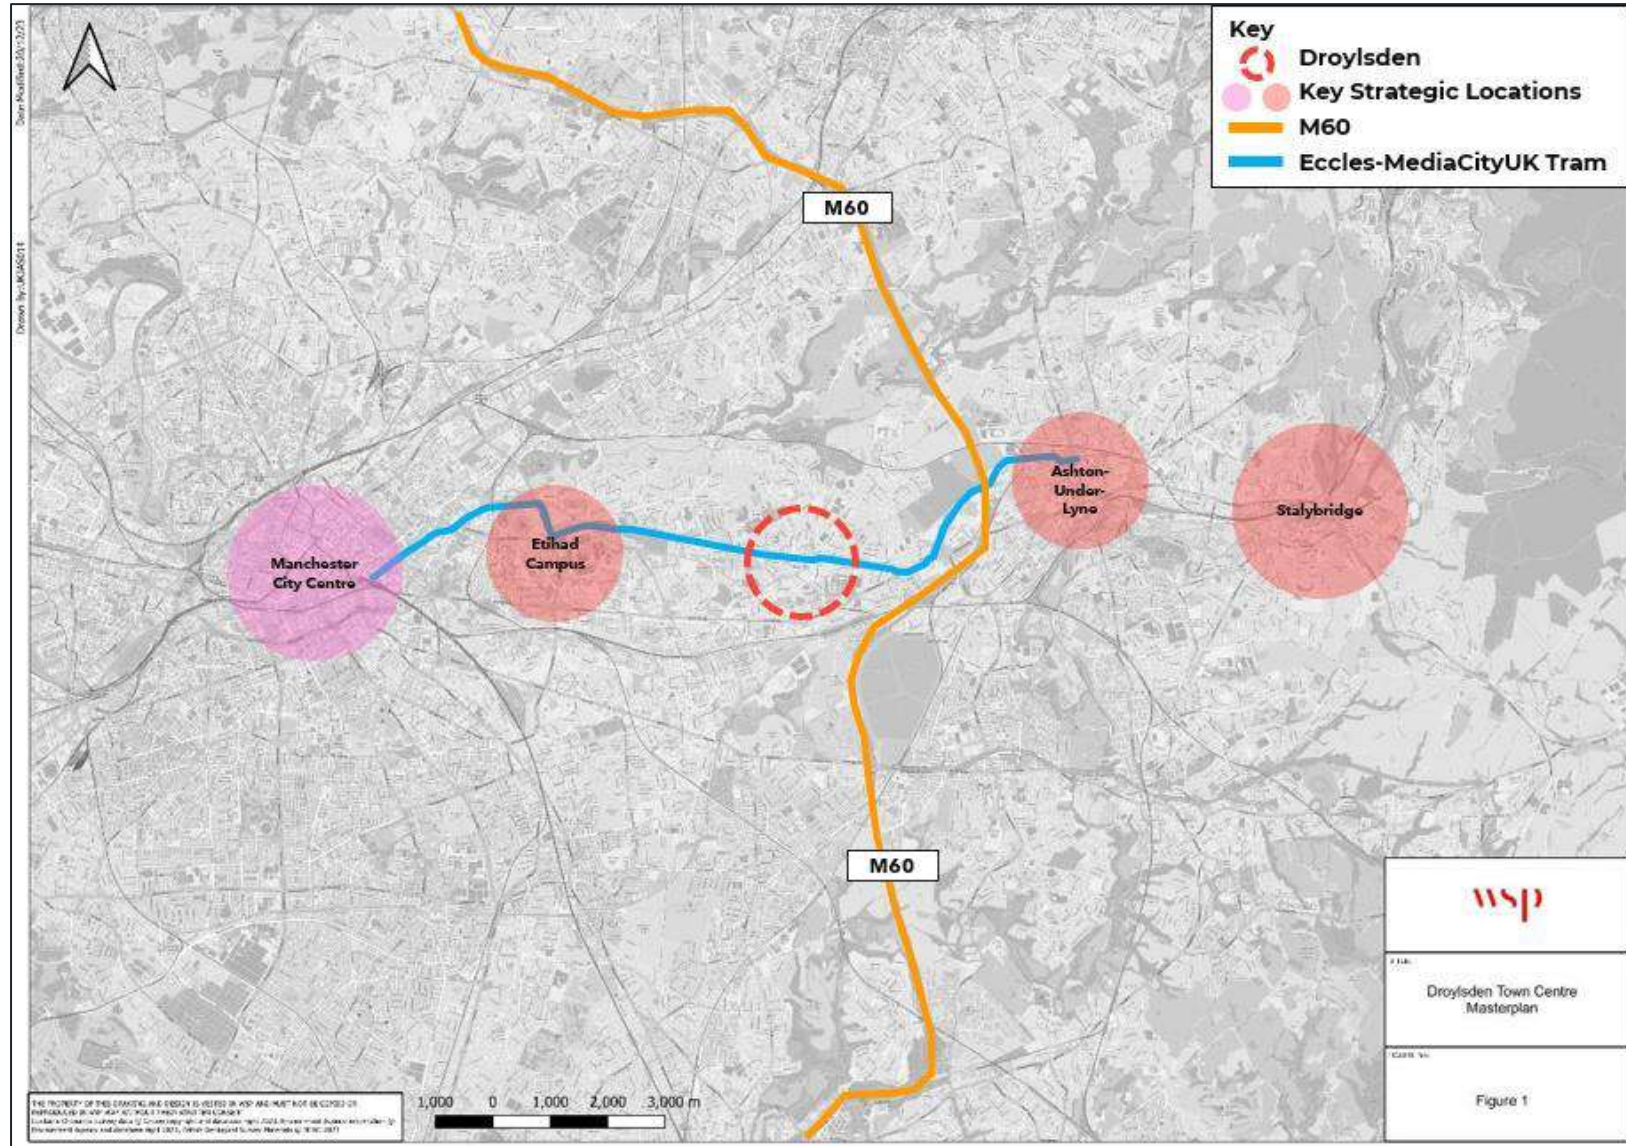 Key
Droylsden
Key Strategic Locations
M60
Eccles-MediaCityUK Tram
M60
Ashton-
Under-
Lyne
Stalybridge
Etihad
Campus
Manchester
City Centre
M60
wsp
Droylsden Town Centre
Masterplan
Figure 1
1,000 0 1,000 2,000 3,000 m